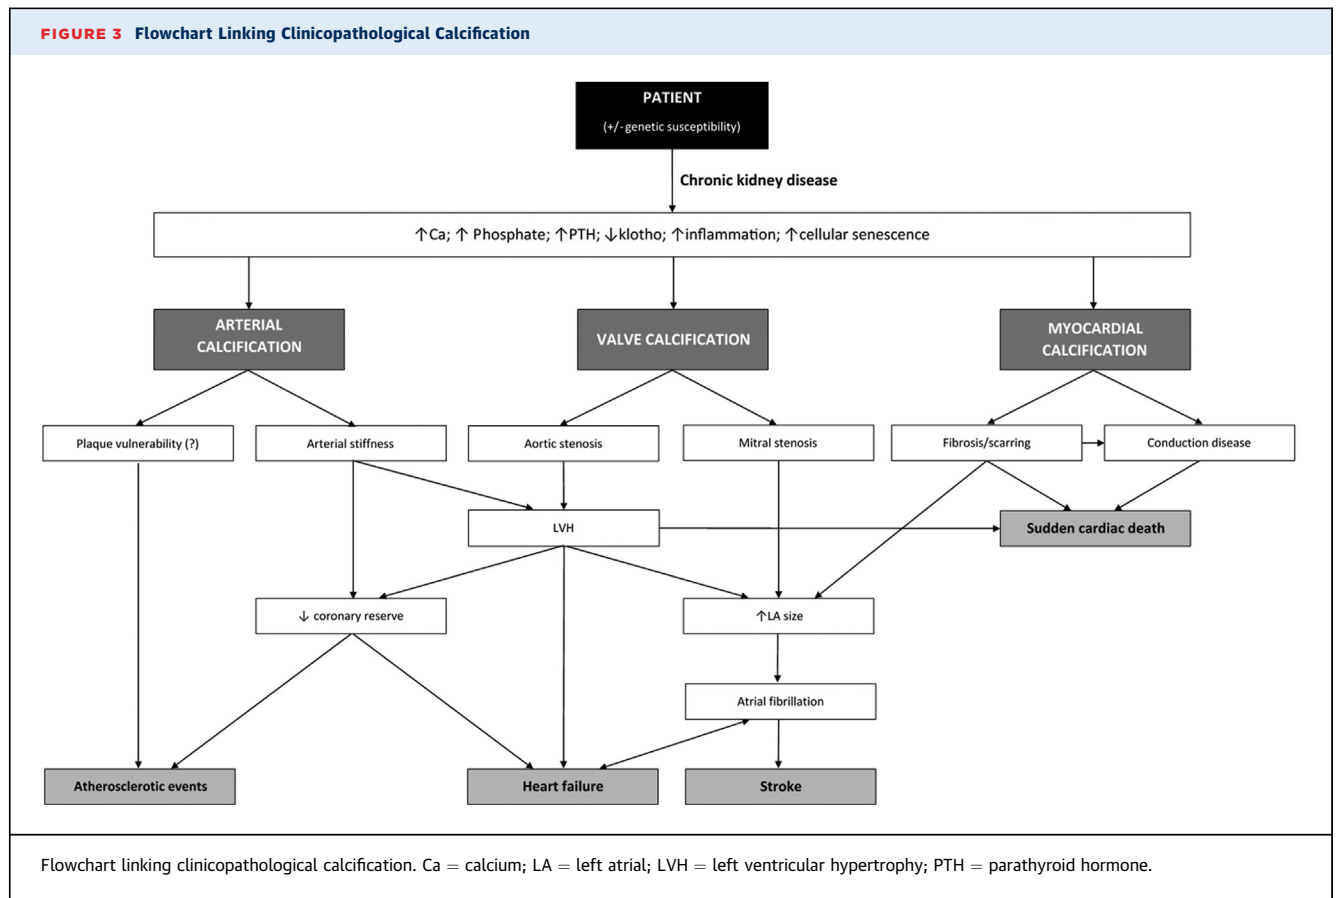 FIGURE 3 Flowchart Linking Clinicopathological Calcification
PATIENT
(+/-genetic susceptibility)
Chronic kidney disease
↑Ca; ↑ Phosphate; ↑PTH; ↓klotho; ↑inflammation; ↑cellular senescence
ARTERIAL
CALCIFICATION
VALVE CALCIFICATION
MYOCARDIAL
CALCIFICATION
Plaque vulnerability (?)
Arterial stiffness
Aortic stenosis
Mitral stenosis
Fibrosis/scarring
Conduction disease
LVH
Sudden cardiac death
↓ coronary reserve
↑LA size
Atrial fibrillation
Atherosclerotic events
Heart failure
Stroke
Flowchart linking clinicopathological calcification. Ca = calcium; LA = left atrial; LVH = left ventricular hypertrophy; PTH = parathyroid hormone.